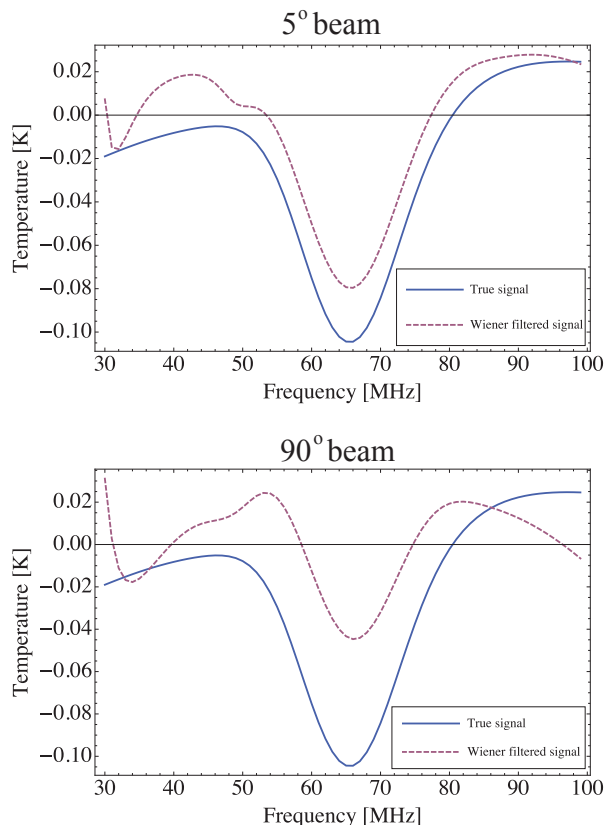 5° beam
0.02
0.00
−0.02
−0.04
−0.06
−0.08
−0.10
Temperature [K]
True signal
Wiener filtered signal
30 40 50 60 70 80 90 100
Frequency [MHz]
90° beam
0.02
0.00
−0.02
−0.04
−0.06
−0.08
−0.10
Temperature [K]
True signal
Wiener filtered signal
30 40 50 60 70 80 90 100
Frequency [MHz]